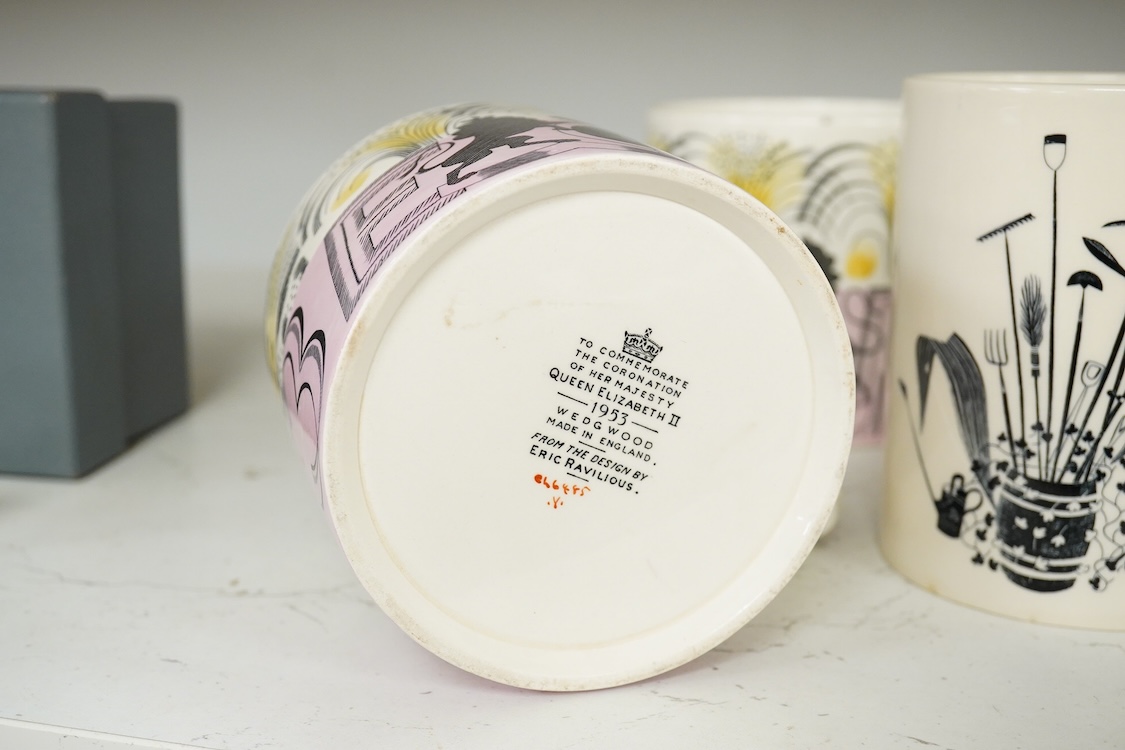 TO COMMEMORATE
THE CORONATION
OF HER MAJESTY
QUEEN ELIZABETH II
1953
WEDGWOOD
MADE IN ENGLAND.
FROM THE DESIGN BY
ERIC RAVILIOUS.